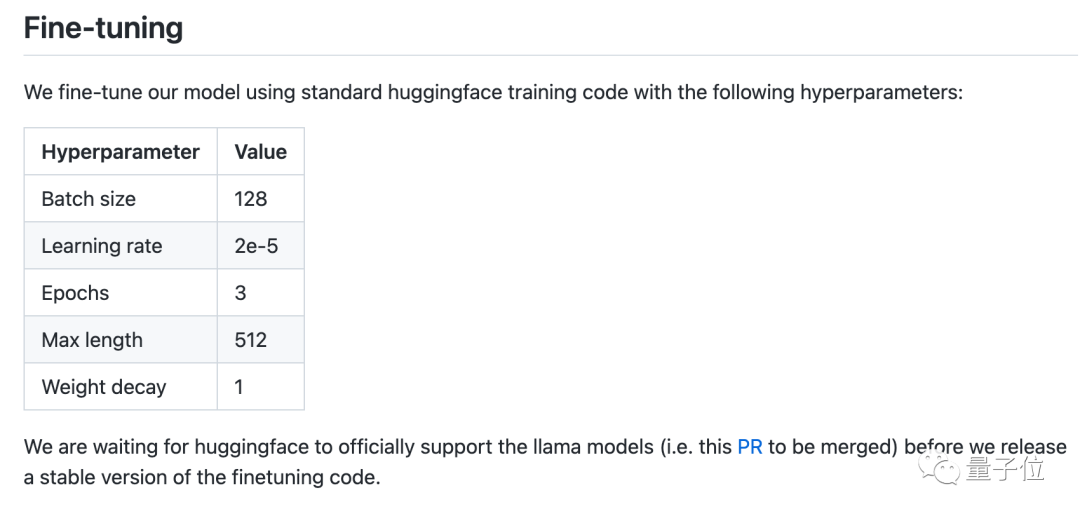 Fine-tuning
We fine-tune our model using standard huggingface training code with the following hyperparameters:
Hyperparameter Value
Batch size 128
Learning rate 2e-5
Epochs 3
Max length 512
Weight decay 1
We are waiting for huggingface to officially support the llama models (i.e. this PR to be merged) before we release
a stable version of the finetuning code.
量子位